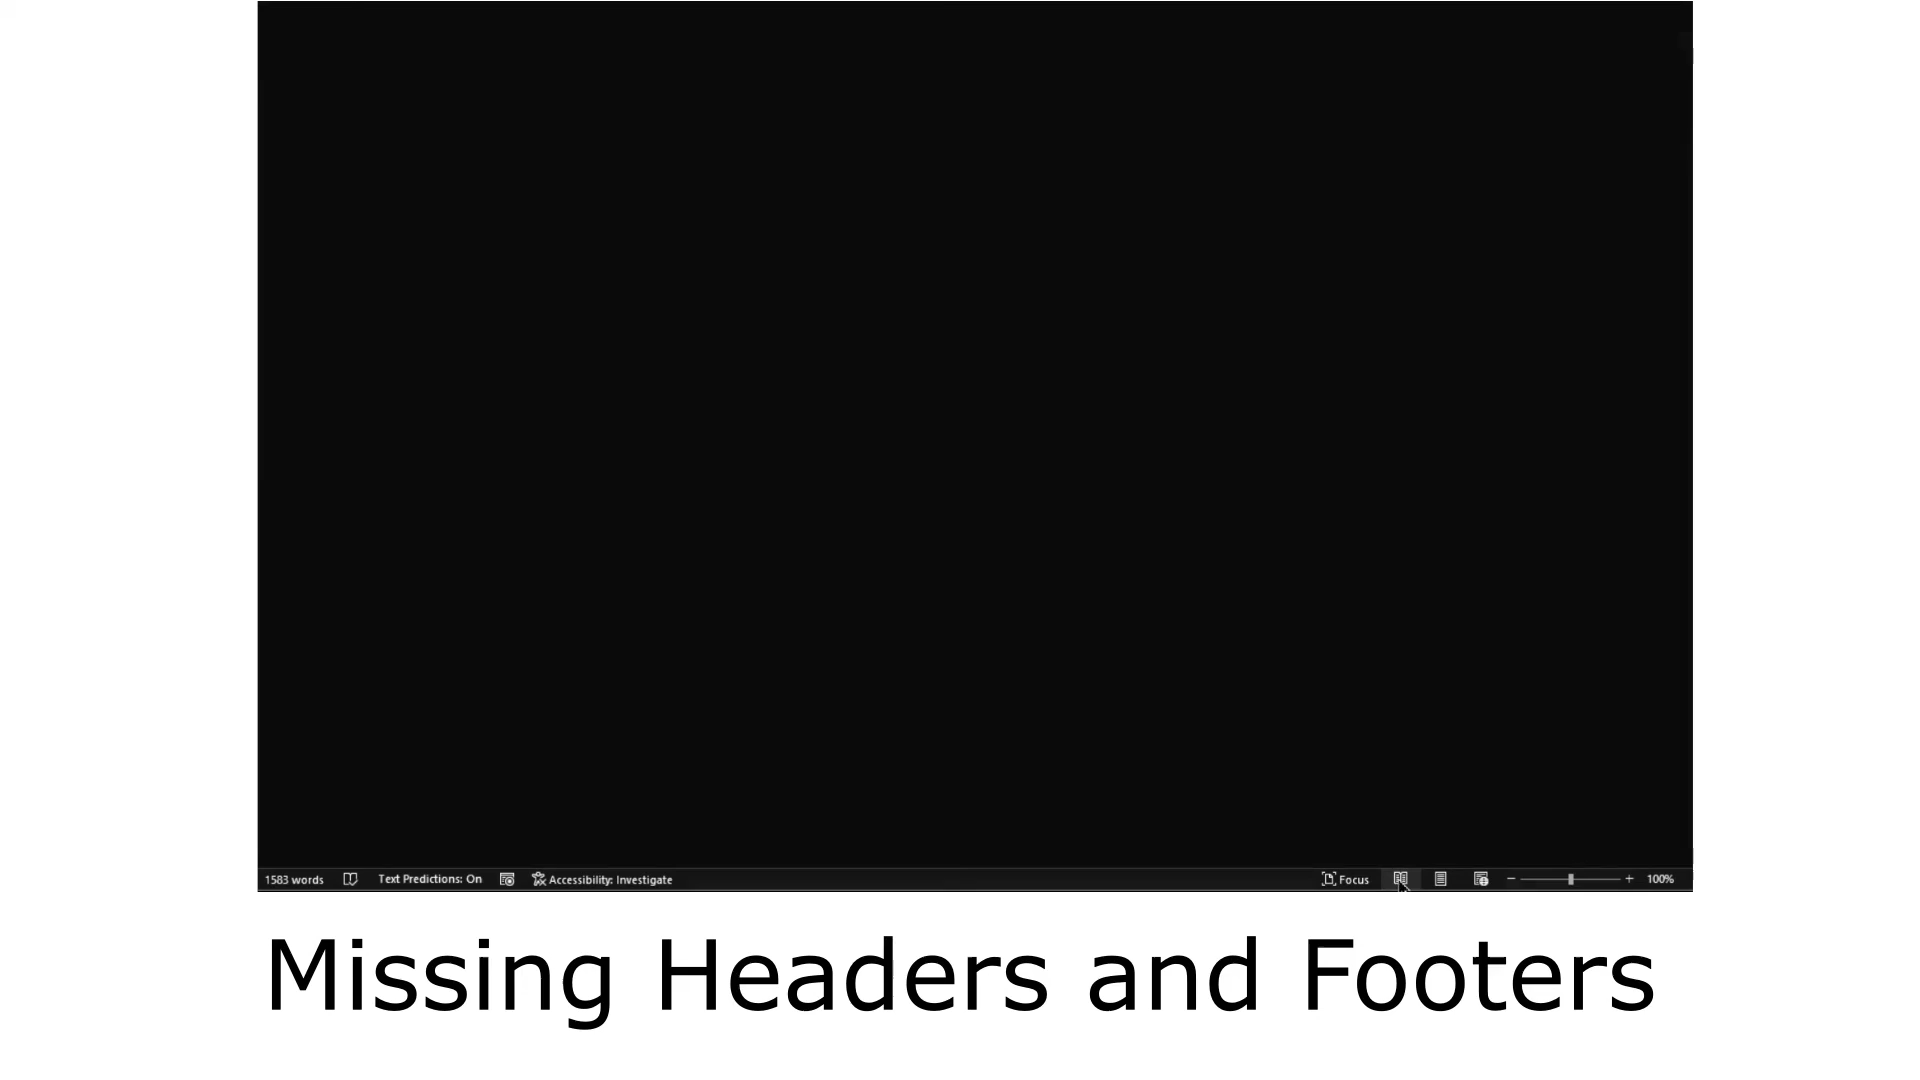 1583 words Text Predictions: On Accessibility: Investigate Focus 100%
Missing Headers and Footers